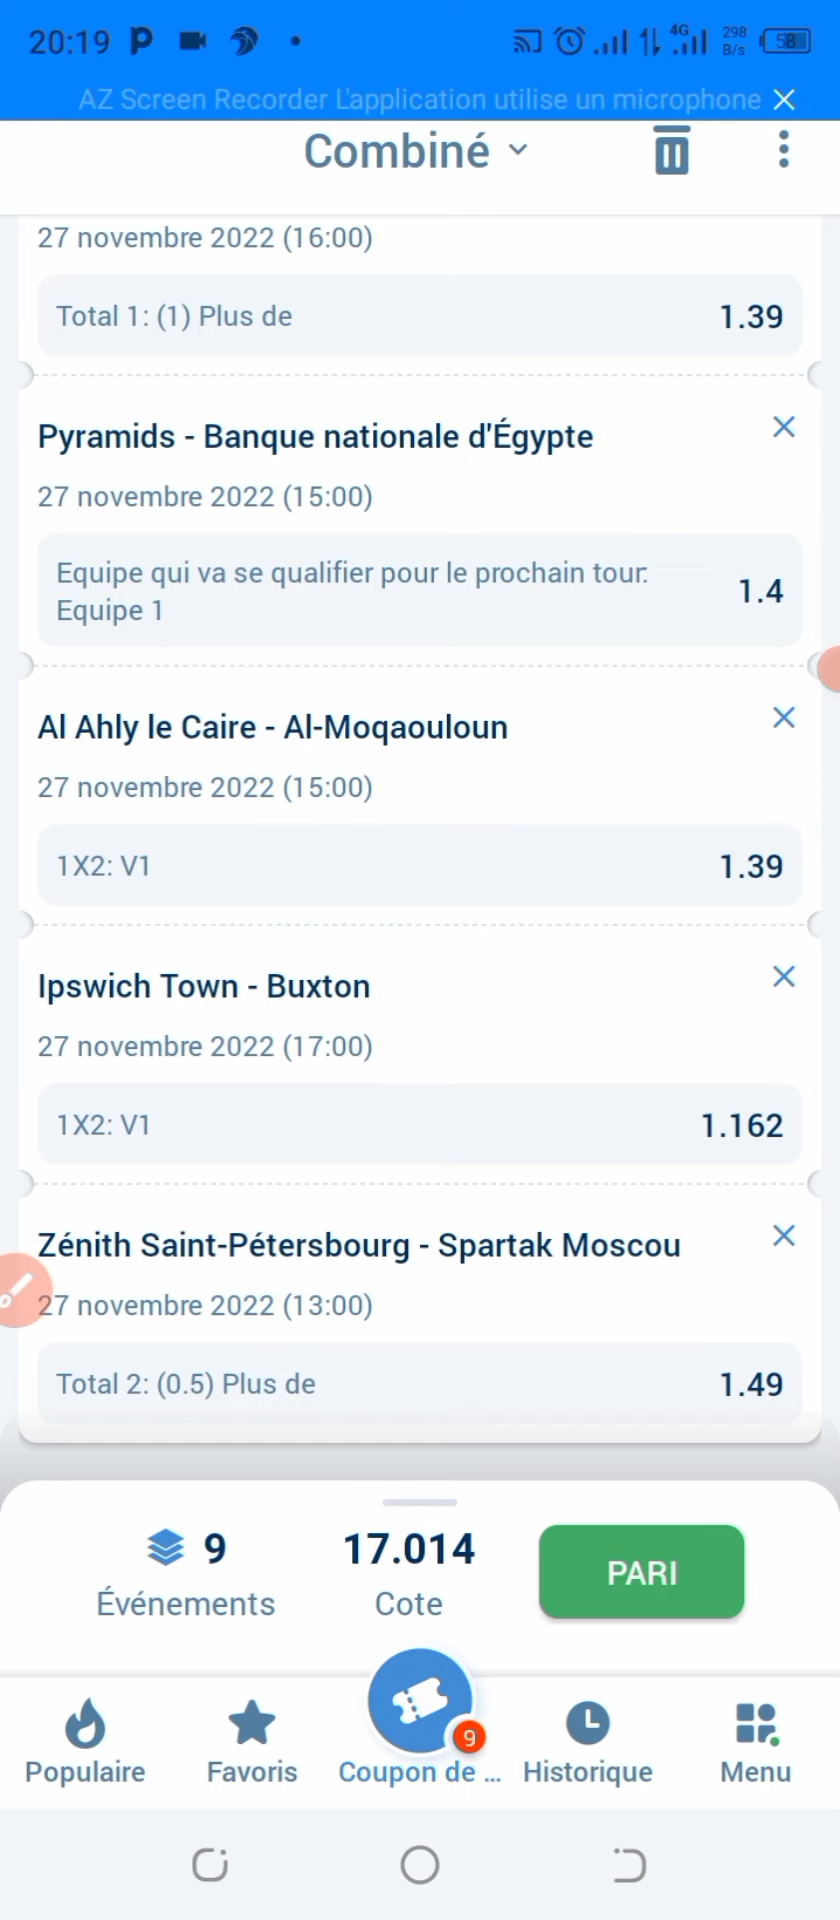 20:19
4G
298
B/s
58
AZ Screen Recorder L'application utilise un microphone
Combiné
27 novembre 2022 (16:00)
Total 1: (1) Plus de 1.39
Pyramids - Banque nationale d'Égypte
27 novembre 2022 (15:00)
Equipe qui va se qualifier pour le prochain tour:
Equipe 1
1.4
Al Ahly le Caire - Al-Moqaouloun
27 novembre 2022 (15:00)
1X2: V1 1.39
Ipswich Town - Buxton
27 novembre 2022 (17:00)
1X2: V1 1.162
Zénith Saint-Pétersbourg - Spartak Moscou
27 novembre 2022 (13:00)
Total 2: (0.5) Plus de 1.49
9 17.014
Événements Cote
PARI
9
Populaire Favoris Coupon de ... Historique Menu